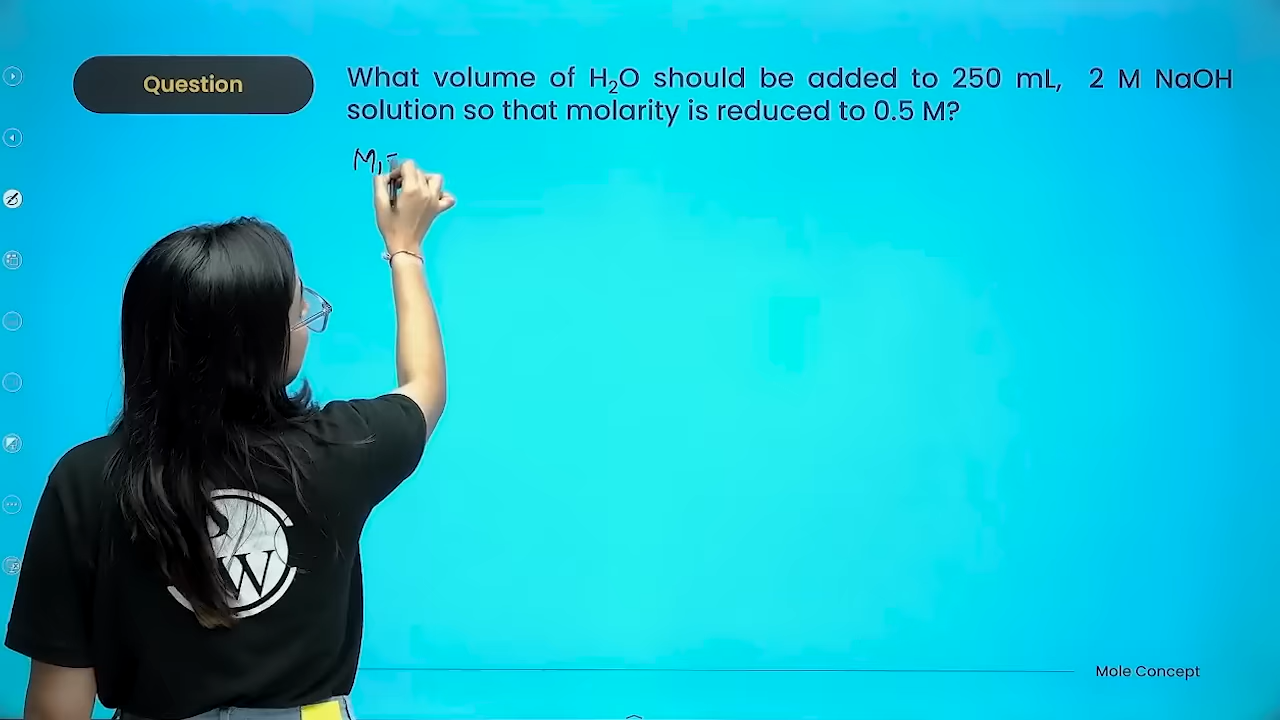 Question
What volume of H₂O should be added to 250 mL, 2 M NaOH
solution so that molarity is reduced to 0.5 M?
M₁=
W
Mole Concept